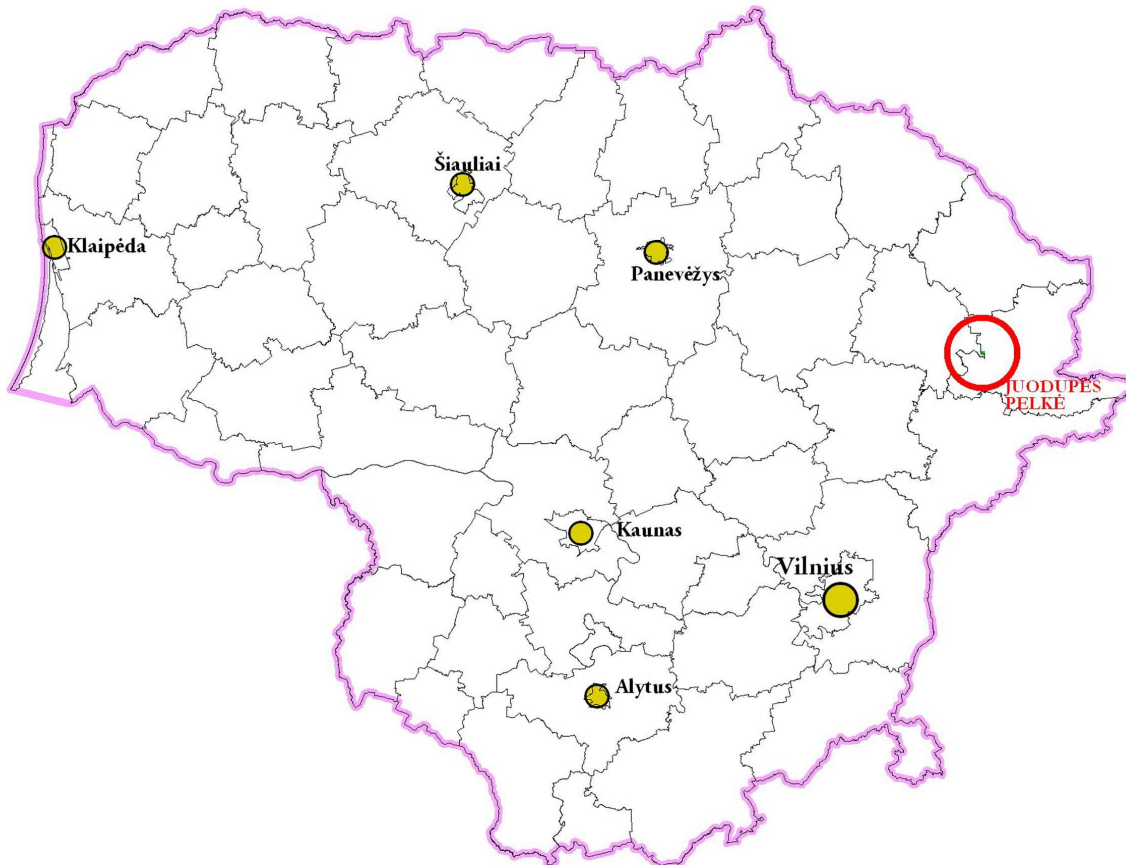 Šiauliai
Klaipėda
Panevėžys
JUODUPĖS
PELKĖ
Kaunas
Vilnius
Alytus